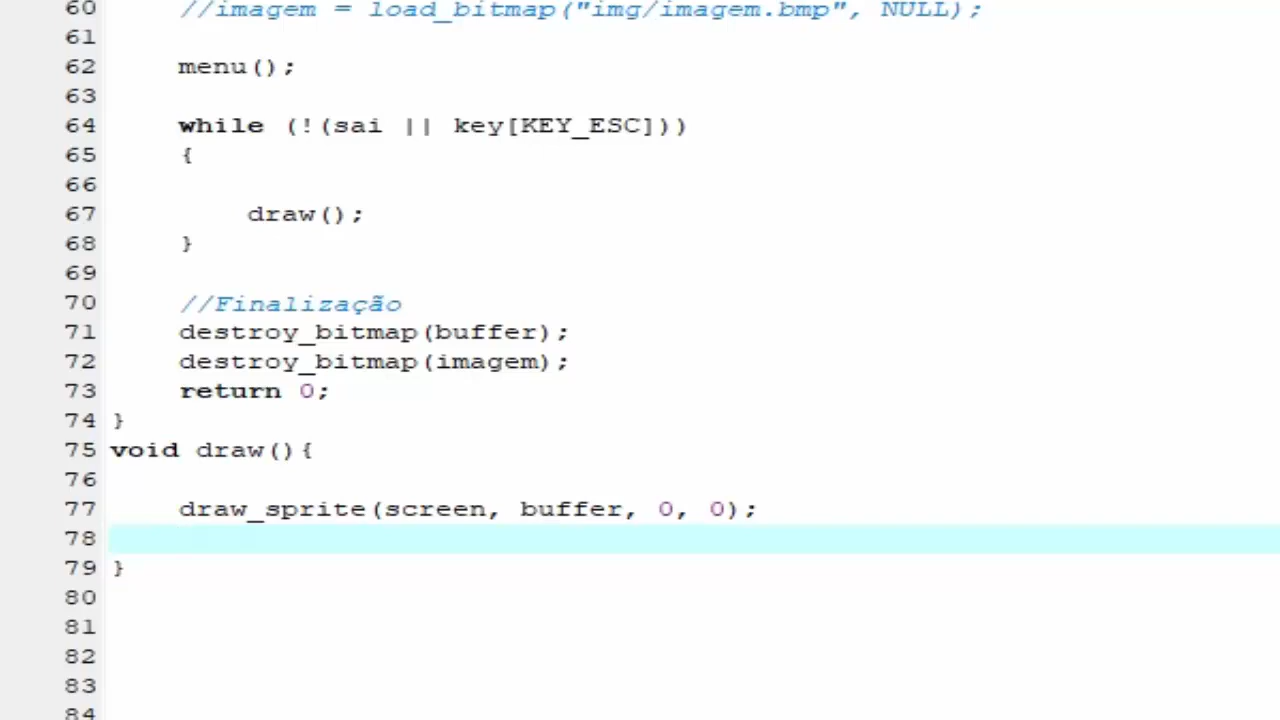 60 //imagem = load_bitmap("img/imagem.bmp", NULL);
61
62 menu();
63
64 while (!(sai || key[KEY_ESC]))
65 {
66
67 draw();
68 }
69
70 //Finalização
71 destroy_bitmap(buffer);
72 destroy_bitmap(imagem);
73 return 0;
74 }
75 void draw(){
76
77 draw_sprite(screen, buffer, 0, 0);
78
79 }
80
81
82
83
84